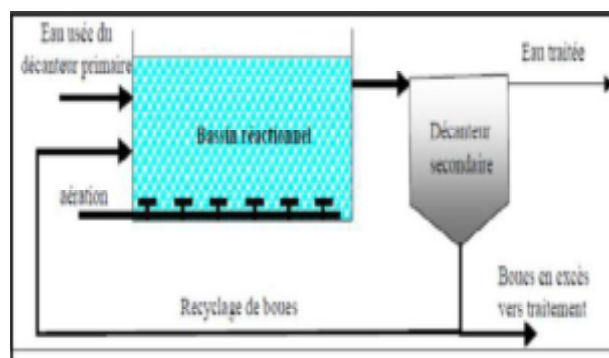 Eau usée du
décanteur primaire
Eau traitée
Bassin réactionnel
Décanteur
secondaire
aération
Recyclage de boues
Boues en excès
vers traitement